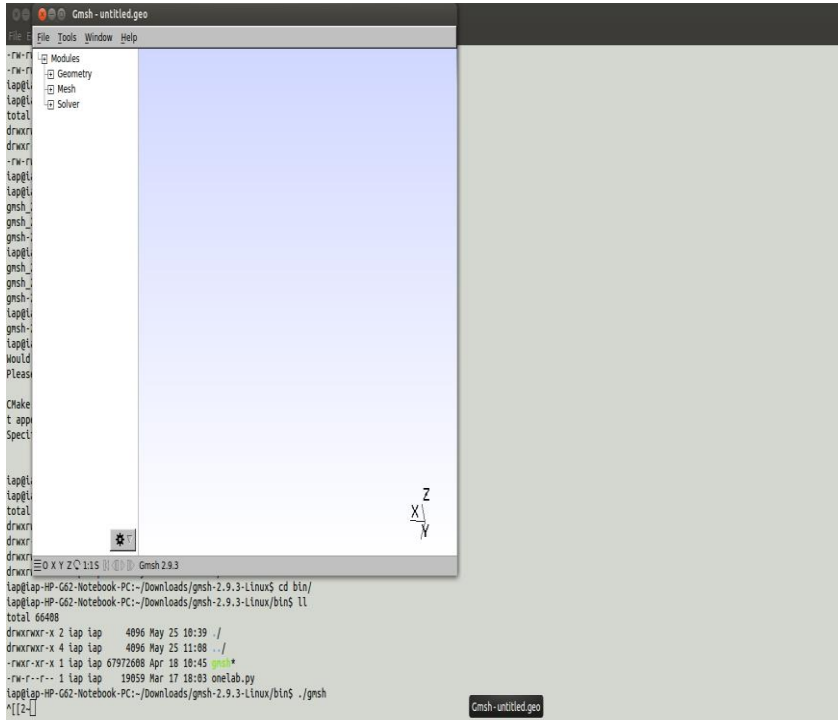 Gmsh - untitled.geo
File E
File Tools Window Help
Modules
Geometry
Mesh
Solver
-rw-r
-rw-r
iap@i
iap@i
total
drwxr
drwxr
-rw-r
iap@i
iap@i
gmsh_
gmsh_
gmsh-
iap@i
gmsh_
gmsh_
gmsh-
iap@i
gmsh-
iap@i
Would
Pleas
CMake
t app
Speci
iap@i
iap@i
total
drwxr
drwxr
drwxr
drwxr
Z
X
Y
O X Y Z 1:1 S Gmsh 2.9.3
iap@iap-HP-G62-Notebook-PC:~/Downloads/gmsh-2.9.3-Linux$ cd bin/
iap@iap-HP-G62-Notebook-PC:~/Downloads/gmsh-2.9.3-Linux/bin$ ll
total 66408
drwxrwxr-x 2 iap iap 4096 May 25 10:39 ./
drwxrwxr-x 4 iap iap 4096 May 25 11:08 ../
-rwxr-xr-x 1 iap iap 67972608 Apr 18 10:45 gmsh*
-rw-r--r-- 1 iap iap 19059 Mar 17 18:03 onelab.py
iap@iap-HP-G62-Notebook-PC:~/Downloads/gmsh-2.9.3-Linux/bin$ ./gmsh
^[[2~
Gmsh - untitled.geo